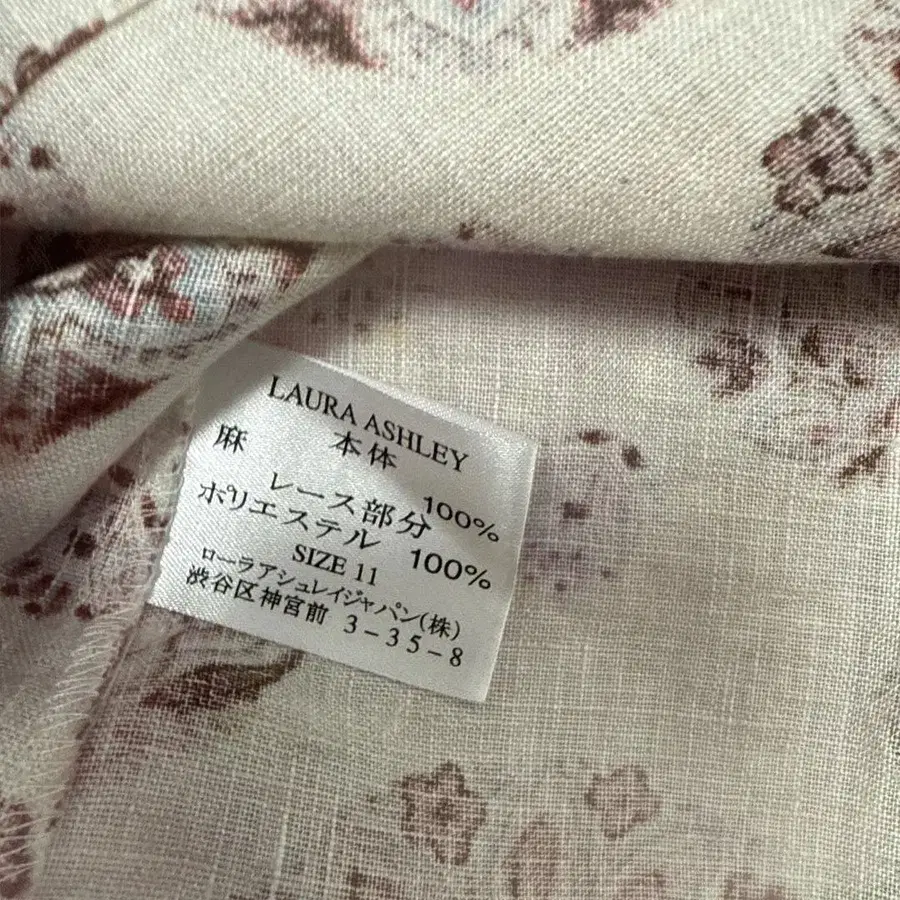 LAURA ASHLEY
本体
麻 100%
レース部分
ポリエステル 100%
SIZE 11
ローラアシュレイジャパン(株)
渋谷区神宮前 3-35-8